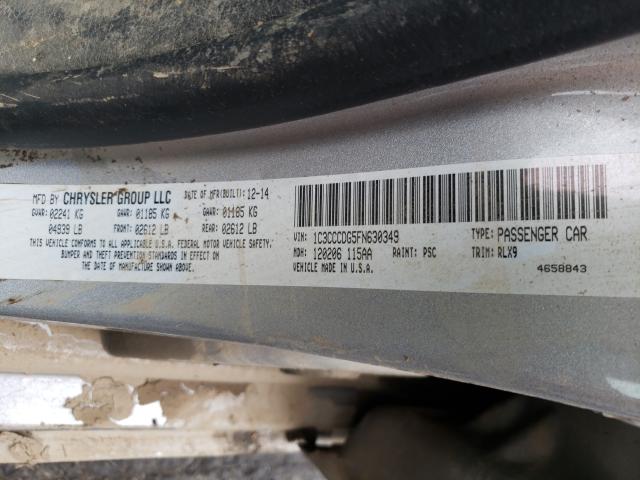 MFD BY CHRYSLER GROUP LLC DATE OF MFR(BUILT): 12-14
GVWR: 02241 KG GAWR: 01185 KG GAWR: 01185 KG
04939 LB FRONT: 02612 LB REAR: 02612 LB
THIS VEHICLE CONFORMS TO ALL APPLICABLE U.S.A. FEDERAL MOTOR VEHICLE SAFETY,
BUMPER AND THEFT PREVENTION STANDARDS IN EFFECT ON
THE DATE OF MANUFACTURE SHOWN ABOVE.
VIN: 1C3CCCDG5FN630349 TYPE: PASSENGER CAR
MDH: 120206 115AA PAINT: PSC TRIM: RLX9
VEHICLE MADE IN U.S.A. 4658843